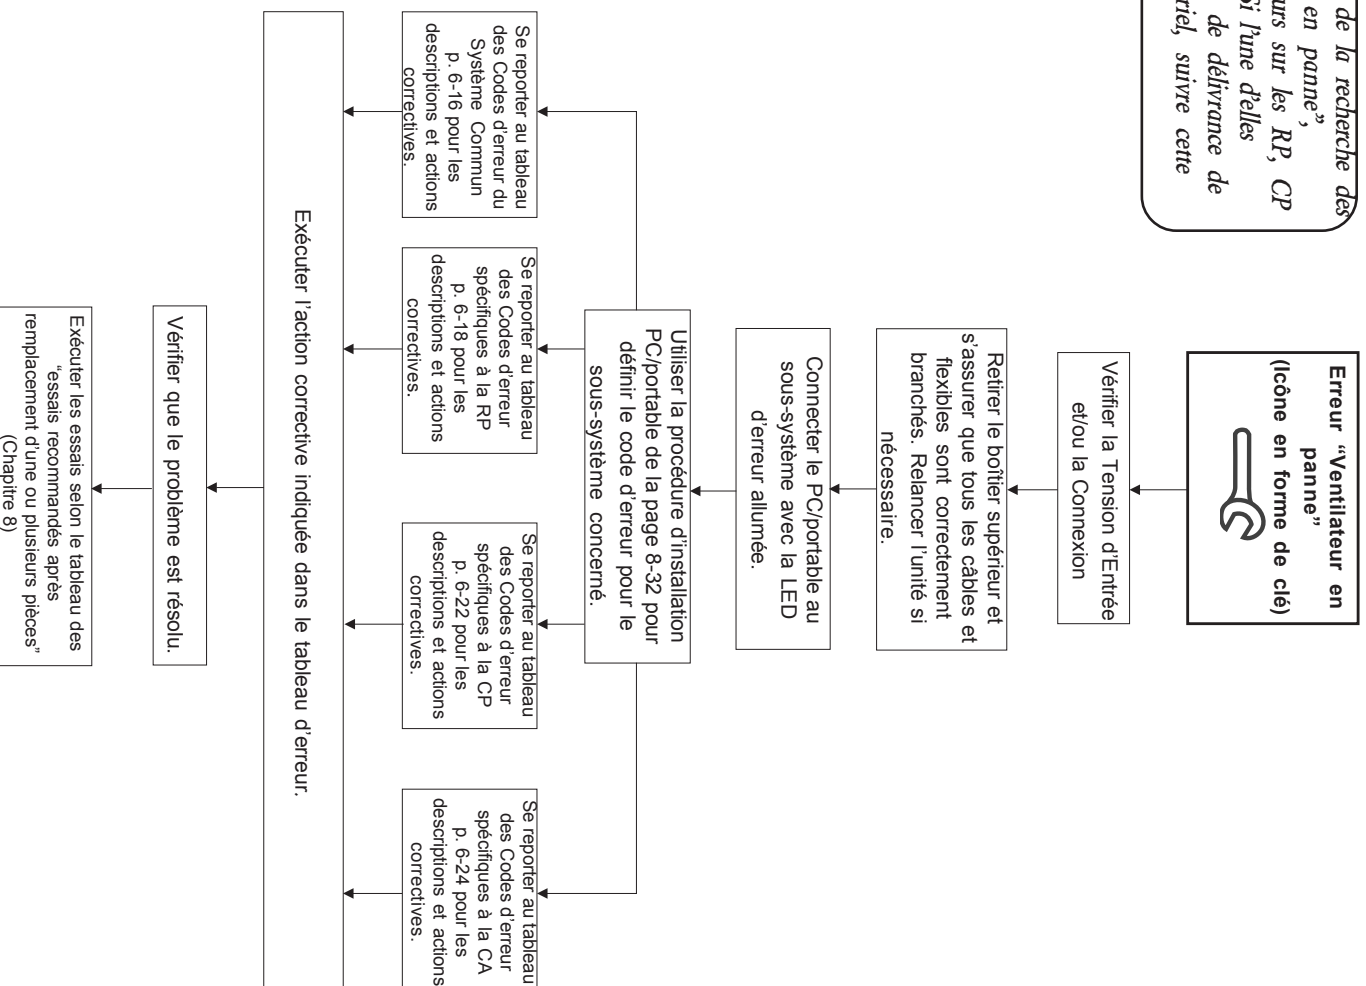 de la recherche des
en panne”,
urs sur les RP, CP
i l’une d’elles
de délivrance de
riel, suivre cette
Erreur “Ventilateur en
panne”
(Icône en forme de clé)
Vérifier la Tension d’Entrée
et/ou la Connexion
Retirer le boîtier supérieur et
s’assurer que tous les câbles et
flexibles sont correctement
branchés. Relancer l’unité si
nécessaire.
Connecter le PC/portable au
sous-système avec la LED
d’erreur allumée.
Utiliser la procédure d’installation
PC/portable de la page 8-32 pour
définir le code d’erreur pour le
sous-système concerné.
Se reporter au tableau
des Codes d’erreur du
Système Commun
p. 6-16 pour les
descriptions et actions
correctives.
Se reporter au tableau
des Codes d’erreur
spécifiques à la RP
p. 6-18 pour les
descriptions et actions
correctives.
Se reporter au tableau
des Codes d’erreur
spécifiques à la CP
p. 6-22 pour les
descriptions et actions
correctives.
Se reporter au tableau
des Codes d’erreur
spécifiques à la CA
p. 6-24 pour les
descriptions et actions
correctives.
Exécuter l’action corrective indiquée dans le tableau d’erreur.
Vérifier que le problème est résolu.
Exécuter les essais selon le tableau des
“essais recommandés après
remplacement d’une ou plusieurs pièces”
(Chapitre 8)